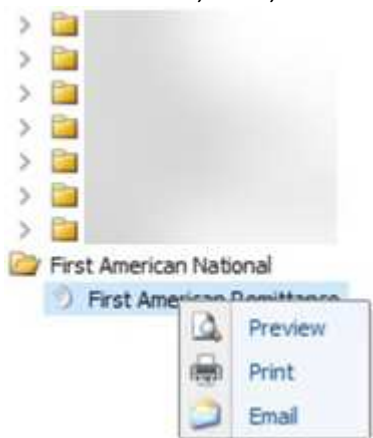 First American National
First American Remittance
Preview
Print
Email